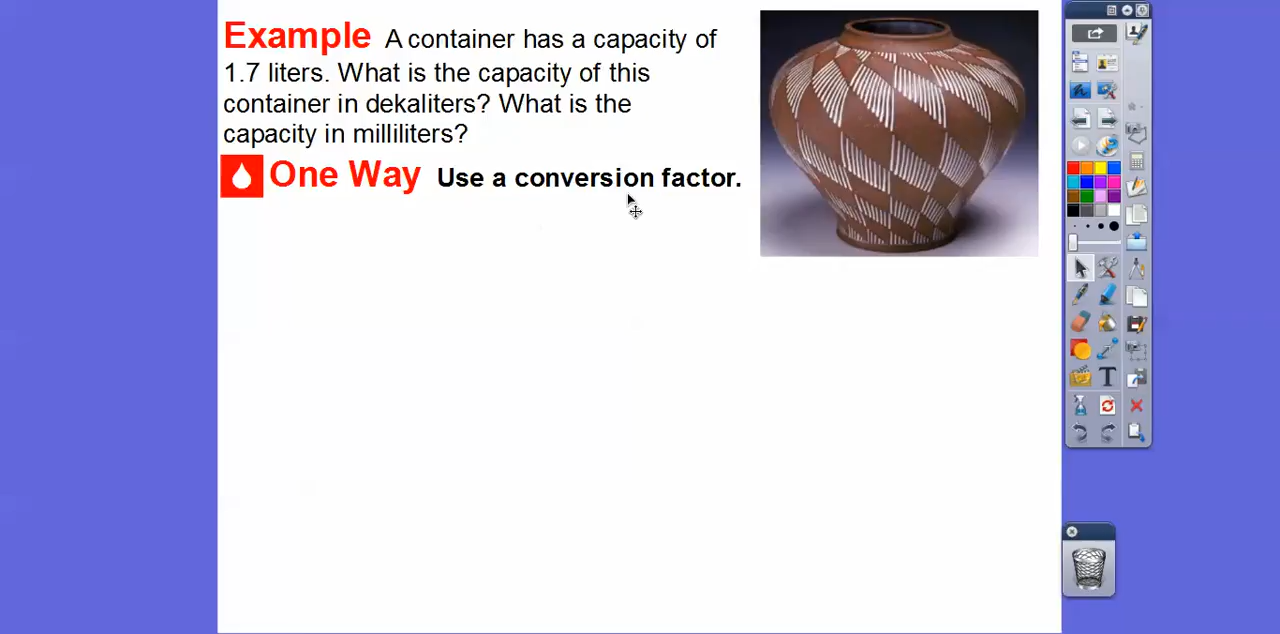 Example A container has a capacity of
1.7 liters. What is the capacity of this
container in dekaliters? What is the
capacity in milliliters?
One Way Use a conversion factor.
T